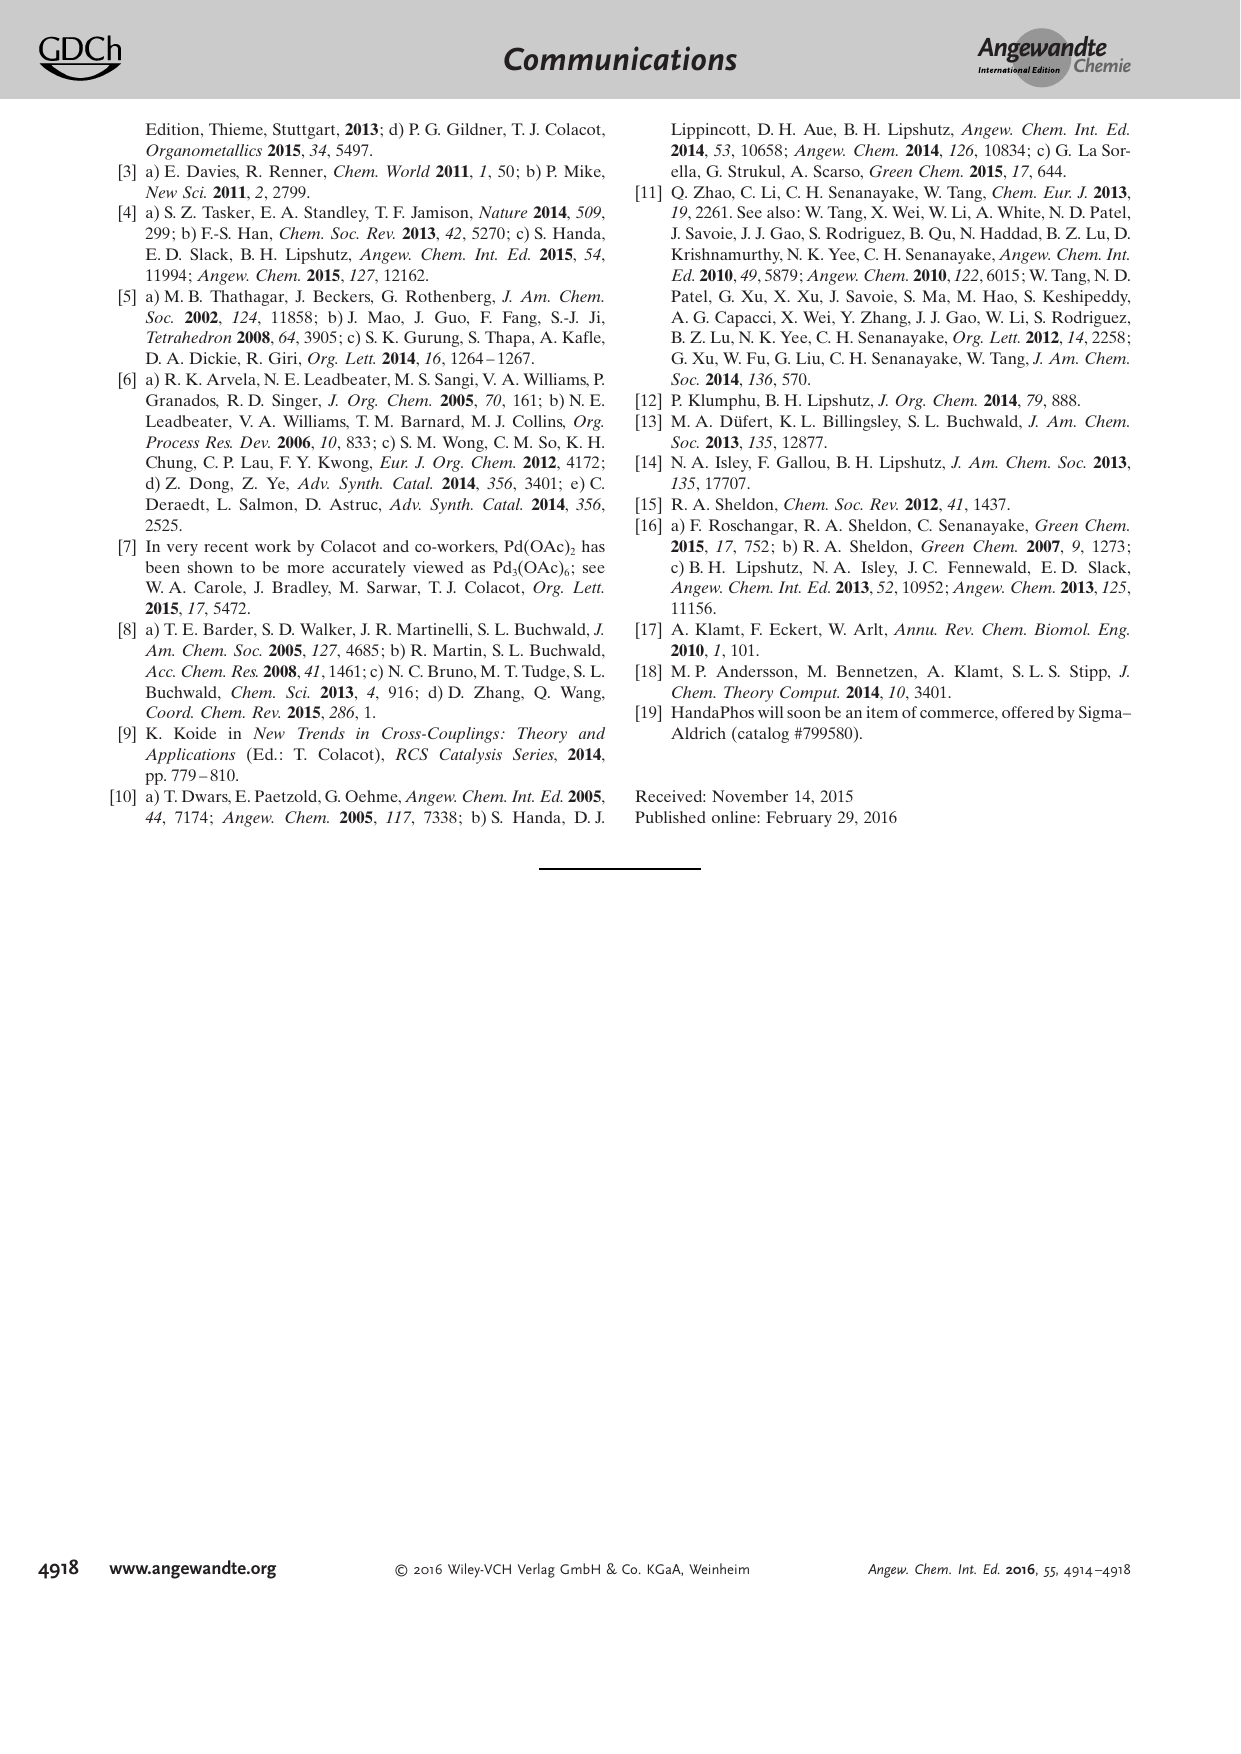 GDCh
Communications
Angewandte
International Edition Chemie
Edition, Thieme, Stuttgart, 2013; d) P. G. Gildner, T. J. Colacot,
Organometallics 2015, 34, 5497.
[3] a) E. Davies, R. Renner, Chem. World 2011, 1, 50; b) P. Mike,
New Sci. 2011, 2, 2799.
[4] a) S. Z. Tasker, E. A. Standley, T. F. Jamison, Nature 2014, 509,
299; b) F.-S. Han, Chem. Soc. Rev. 2013, 42, 5270; c) S. Handa,
E. D. Slack, B. H. Lipshutz, Angew. Chem. Int. Ed. 2015, 54,
11994; Angew. Chem. 2015, 127, 12162.
[5] a) M. B. Thathagar, J. Beckers, G. Rothenberg, J. Am. Chem.
Soc. 2002, 124, 11858; b) J. Mao, J. Guo, F. Fang, S.-J. Ji,
Tetrahedron 2008, 64, 3905; c) S. K. Gurung, S. Thapa, A. Kafle,
D. A. Dickie, R. Giri, Org. Lett. 2014, 16, 1264–1267.
[6] a) R. K. Arvela, N. E. Leadbeater, M. S. Sangi, V. A. Williams, P.
Granados, R. D. Singer, J. Org. Chem. 2005, 70, 161; b) N. E.
Leadbeater, V. A. Williams, T. M. Barnard, M. J. Collins, Org.
Process Res. Dev. 2006, 10, 833; c) S. M. Wong, C. M. So, K. H.
Chung, C. P. Lau, F. Y. Kwong, Eur. J. Org. Chem. 2012, 4172;
d) Z. Dong, Z. Ye, Adv. Synth. Catal. 2014, 356, 3401; e) C.
Deraedt, L. Salmon, D. Astruc, Adv. Synth. Catal. 2014, 356,
2525.
[7] In very recent work by Colacot and co-workers, Pd(OAc)₂ has
been shown to be more accurately viewed as Pd₃(OAc)₆; see
W. A. Carole, J. Bradley, M. Sarwar, T. J. Colacot, Org. Lett.
2015, 17, 5472.
[8] a) T. E. Barder, S. D. Walker, J. R. Martinelli, S. L. Buchwald, J.
Am. Chem. Soc. 2005, 127, 4685; b) R. Martin, S. L. Buchwald,
Acc. Chem. Res. 2008, 41, 1461; c) N. C. Bruno, M. T. Tudge, S. L.
Buchwald, Chem. Sci. 2013, 4, 916; d) D. Zhang, Q. Wang,
Coord. Chem. Rev. 2015, 286, 1.
[9] K. Koide in New Trends in Cross-Couplings: Theory and
Applications (Ed.: T. Colacot), RCS Catalysis Series, 2014,
pp. 779–810.
[10] a) T. Dwars, E. Paetzold, G. Oehme, Angew. Chem. Int. Ed. 2005,
44, 7174; Angew. Chem. 2005, 117, 7338; b) S. Handa, D. J.
Lippincott, D. H. Aue, B. H. Lipshutz, Angew. Chem. Int. Ed.
2014, 53, 10658; Angew. Chem. 2014, 126, 10834; c) G. La Sor-
ella, G. Strukul, A. Scarso, Green Chem. 2015, 17, 644.
[11] Q. Zhao, C. Li, C. H. Senanayake, W. Tang, Chem. Eur. J. 2013,
19, 2261. See also: W. Tang, X. Wei, W. Li, A. White, N. D. Patel,
J. Savoie, J. J. Gao, S. Rodriguez, B. Qu, N. Haddad, B. Z. Lu, D.
Krishnamurthy, N. K. Yee, C. H. Senanayake, Angew. Chem. Int.
Ed. 2010, 49, 5879; Angew. Chem. 2010, 122, 6015; W. Tang, N. D.
Patel, G. Xu, X. Xu, J. Savoie, S. Ma, M. Hao, S. Keshipeddy,
A. G. Capacci, X. Wei, Y. Zhang, J. J. Gao, W. Li, S. Rodriguez,
B. Z. Lu, N. K. Yee, C. H. Senanayake, Org. Lett. 2012, 14, 2258;
G. Xu, W. Fu, G. Liu, C. H. Senanayake, W. Tang, J. Am. Chem.
Soc. 2014, 136, 570.
[12] P. Klumphu, B. H. Lipshutz, J. Org. Chem. 2014, 79, 888.
[13] M. A. Düfert, K. L. Billingsley, S. L. Buchwald, J. Am. Chem.
Soc. 2013, 135, 12877.
[14] N. A. Isley, F. Gallou, B. H. Lipshutz, J. Am. Chem. Soc. 2013,
135, 17707.
[15] R. A. Sheldon, Chem. Soc. Rev. 2012, 41, 1437.
[16] a) F. Roschangar, R. A. Sheldon, C. Senanayake, Green Chem.
2015, 17, 752; b) R. A. Sheldon, Green Chem. 2007, 9, 1273;
c) B. H. Lipshutz, N. A. Isley, J. C. Fennewald, E. D. Slack,
Angew. Chem. Int. Ed. 2013, 52, 10952; Angew. Chem. 2013, 125,
11156.
[17] A. Klamt, F. Eckert, W. Arlt, Annu. Rev. Chem. Biomol. Eng.
2010, 1, 101.
[18] M. P. Andersson, M. Bennetzen, A. Klamt, S. L. S. Stipp, J.
Chem. Theory Comput. 2014, 10, 3401.
[19] HandaPhos will soon be an item of commerce, offered by Sigma–
Aldrich (catalog #799580).
Received: November 14, 2015
Published online: February 29, 2016
4918 www.angewandte.org © 2016 Wiley-VCH Verlag GmbH & Co. KGaA, Weinheim Angew. Chem. Int. Ed. 2016, 55, 4914–4918